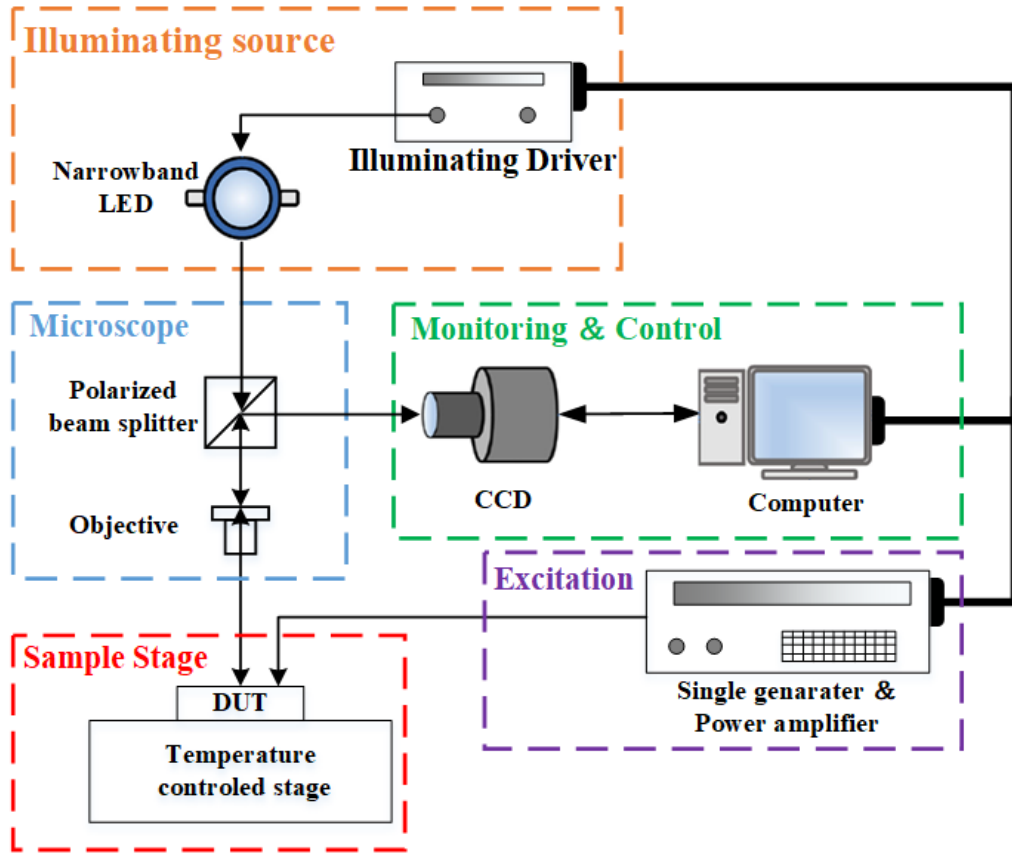 Illuminating source
Illuminating Driver
Narrowband
LED
Microscope
Polarized
beam splitter
Objective
Monitoring & Control
CCD
Computer
Excitation
Single genarater &
Power amplifier
Sample Stage
DUT
Temperature
controled stage